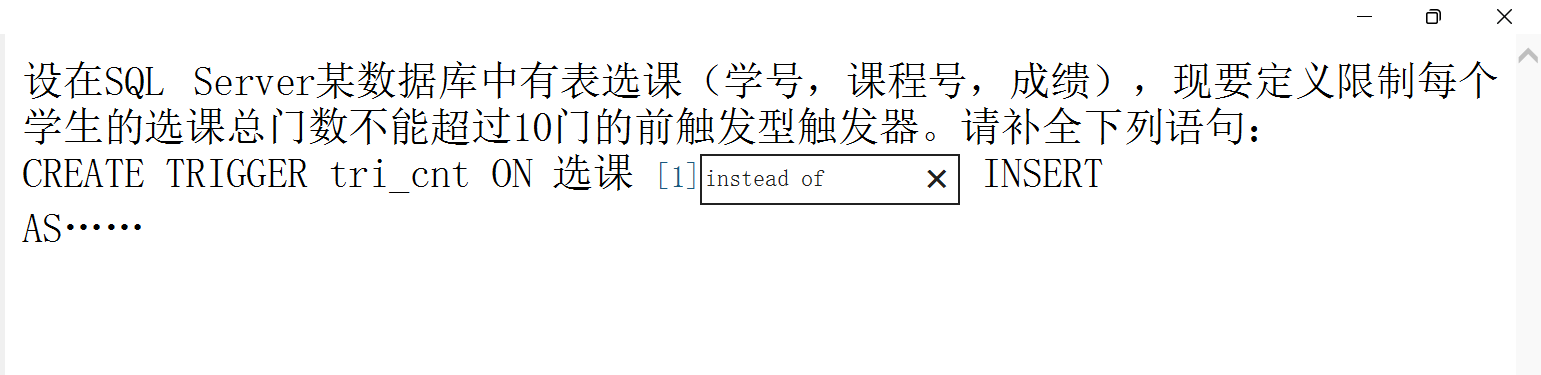 设在SQL Server某数据库中有表选课（学号，课程号，成绩），现要定义限制每个
学生的选课总门数不能超过10门的前触发型触发器。请补全下列语句：
CREATE TRIGGER tri_cnt ON 选课 [1] instead of INSERT
AS……